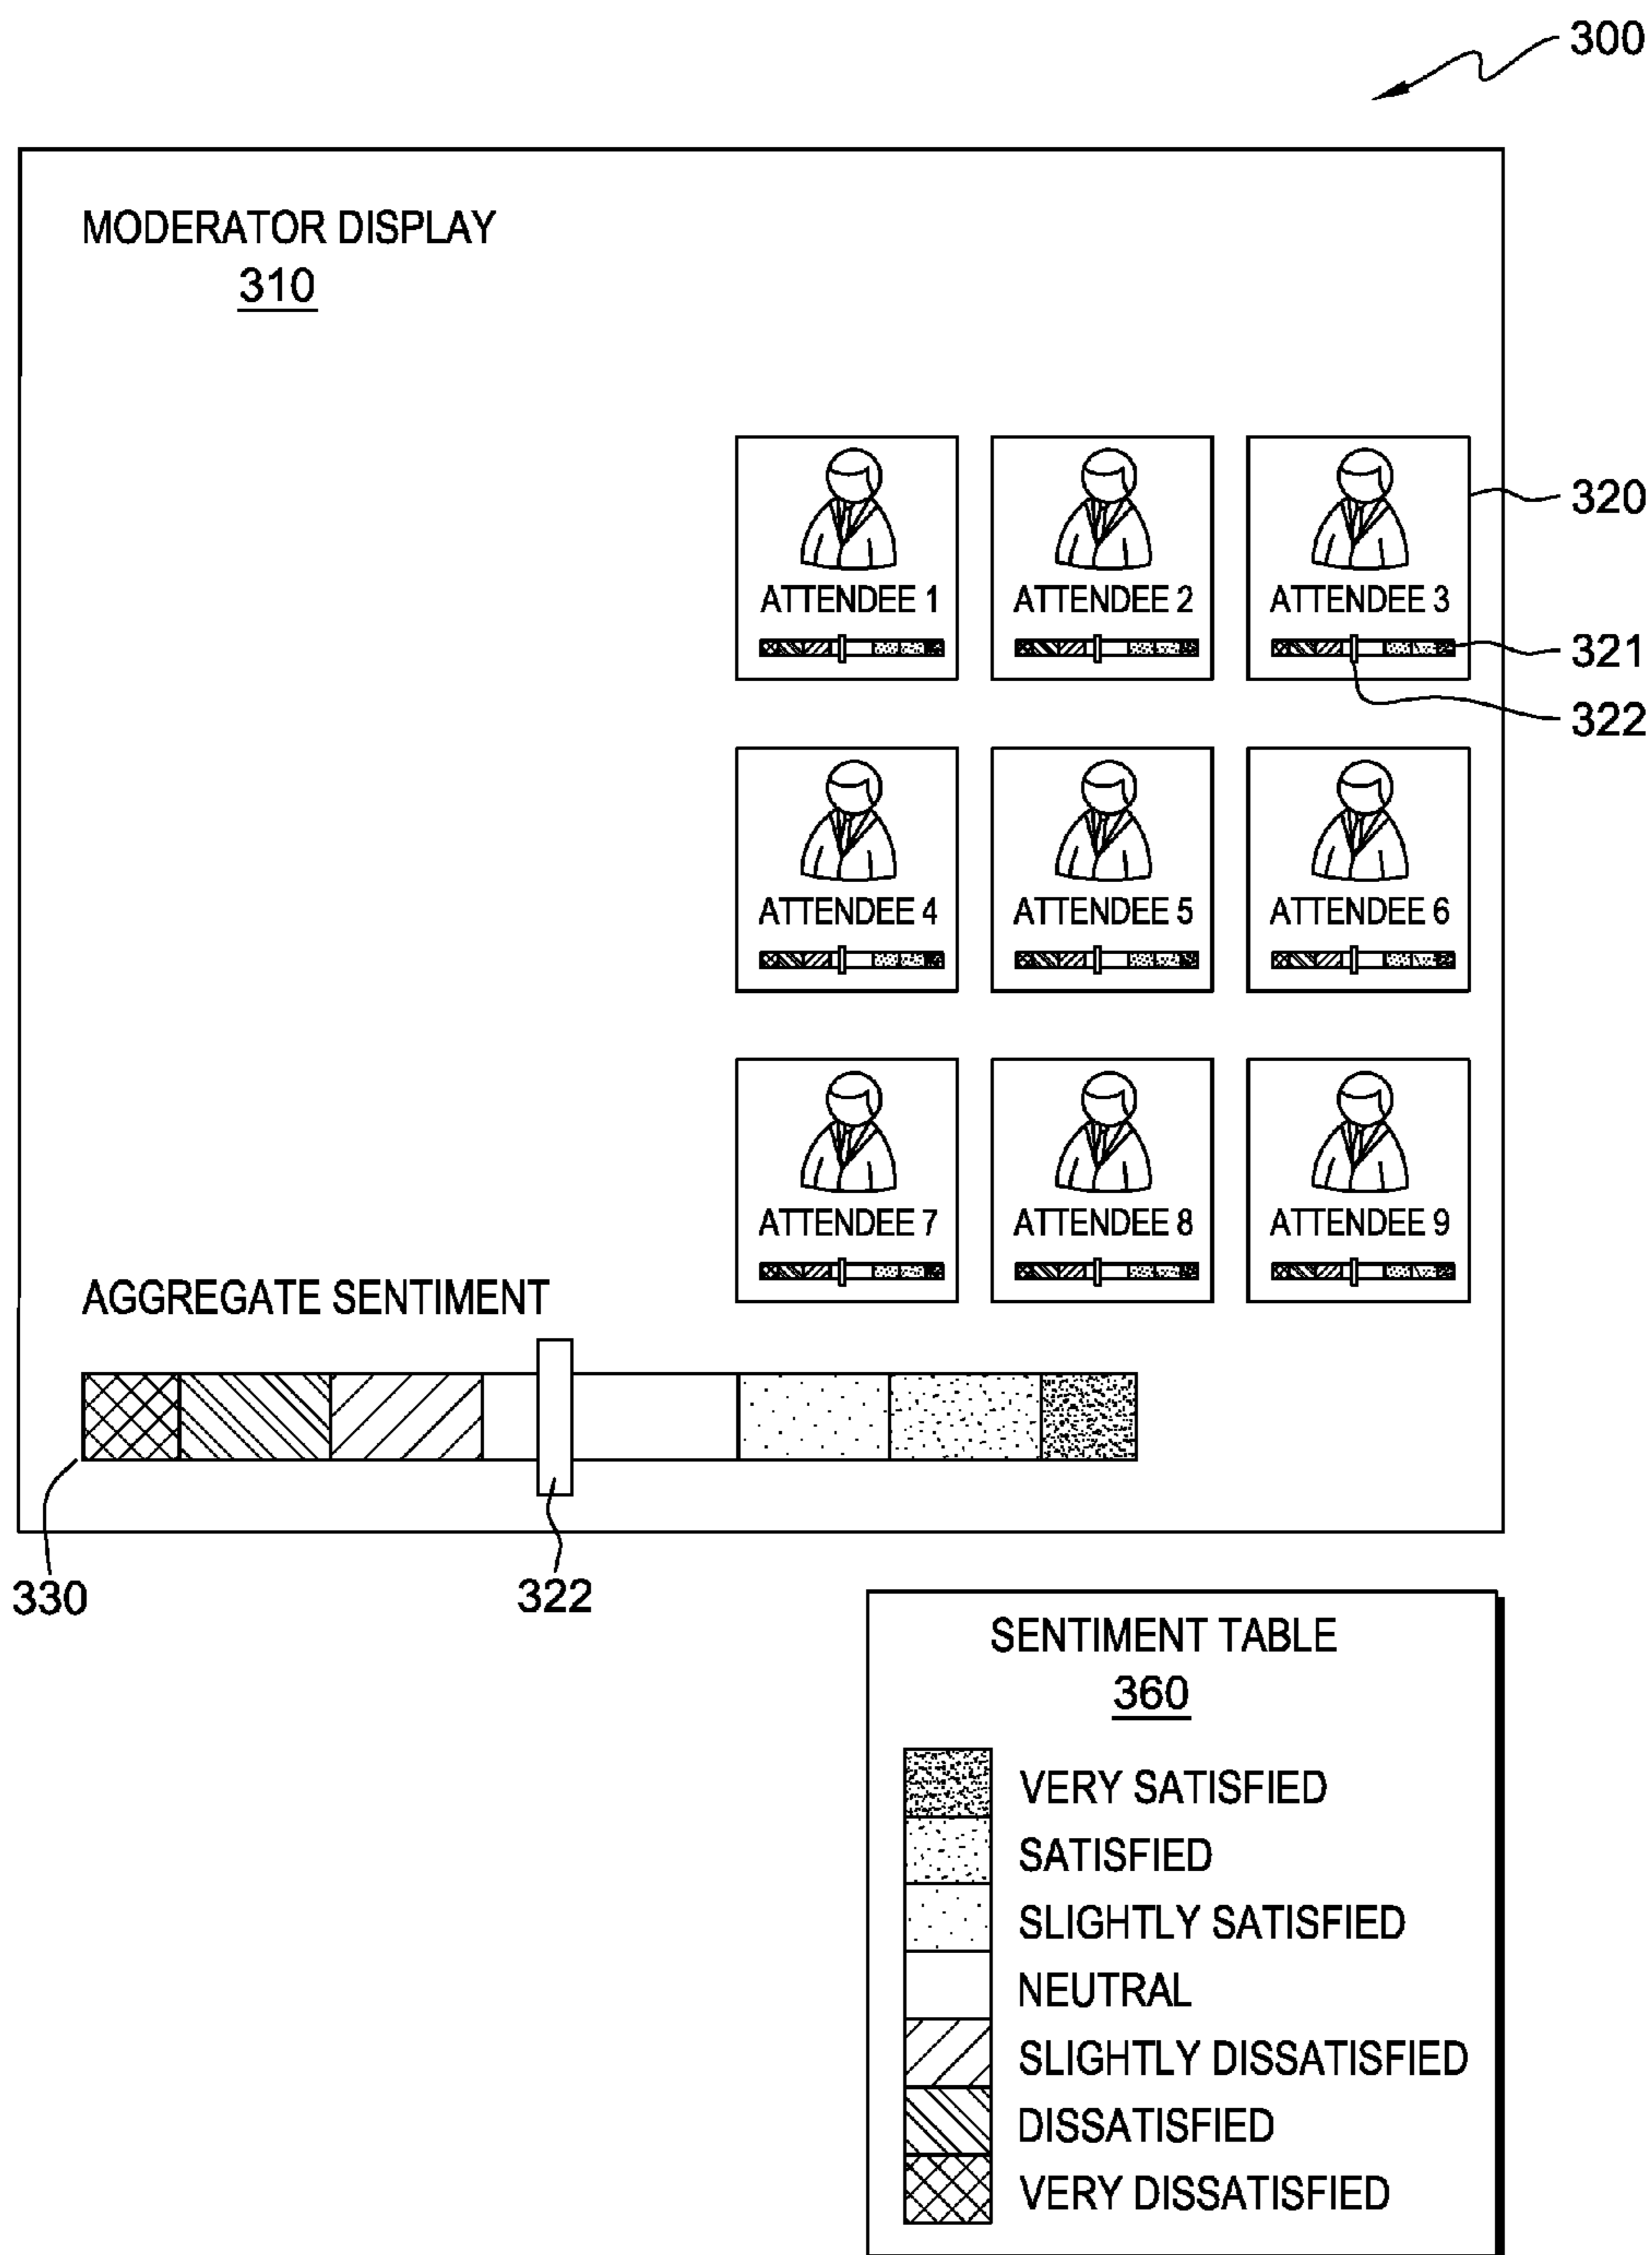 300
MODERATOR DISPLAY
310
320
ATTENDEE 1
ATTENDEE 2
ATTENDEE 3
321
322
ATTENDEE 4
ATTENDEE 5
ATTENDEE 6
ATTENDEE 7
ATTENDEE 8
ATTENDEE 9
AGGREGATE SENTIMENT
330
322
SENTIMENT TABLE
360
VERY SATISFIED
SATISFIED
SLIGHTLY SATISFIED
NEUTRAL
SLIGHTLY DISSATISFIED
DISSATISFIED
VERY DISSATISFIED